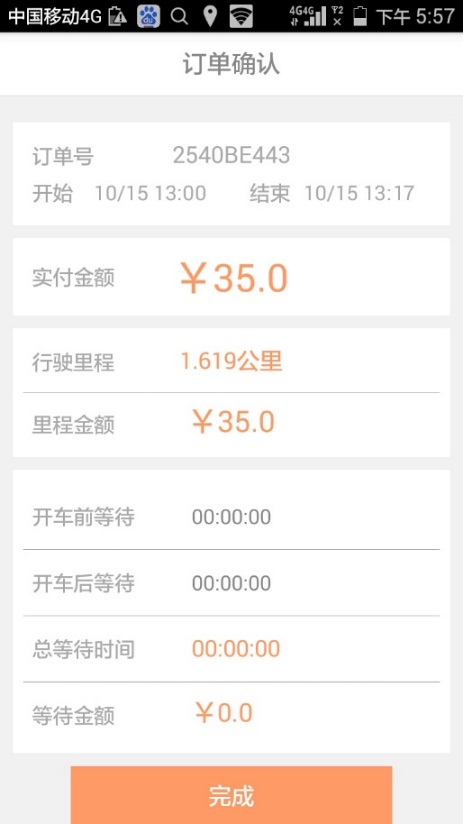 中国移动4G 下午 5:57
订单确认
订单号 2540BE443
开始 10/15 13:00 结束 10/15 13:17
实付金额 ￥35.0
行驶里程 1.619公里
里程金额 ￥35.0
开车前等待 00:00:00
开车后等待 00:00:00
总等待时间 00:00:00
等待金额 ￥0.0
完成